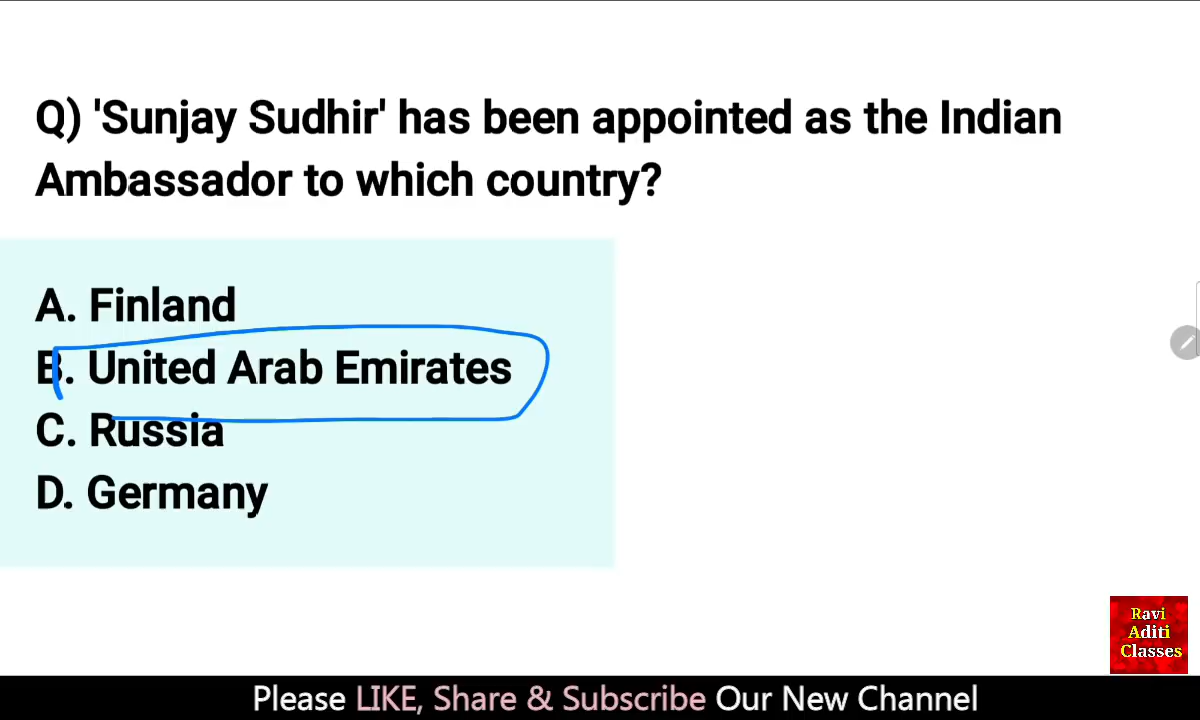 Q) 'Sunjay Sudhir' has been appointed as the Indian
Ambassador to which country?
A. Finland
B. United Arab Emirates
C. Russia
D. Germany
Ravi
Aditi
Classes
Please LIKE, Share & Subscribe Our New Channel